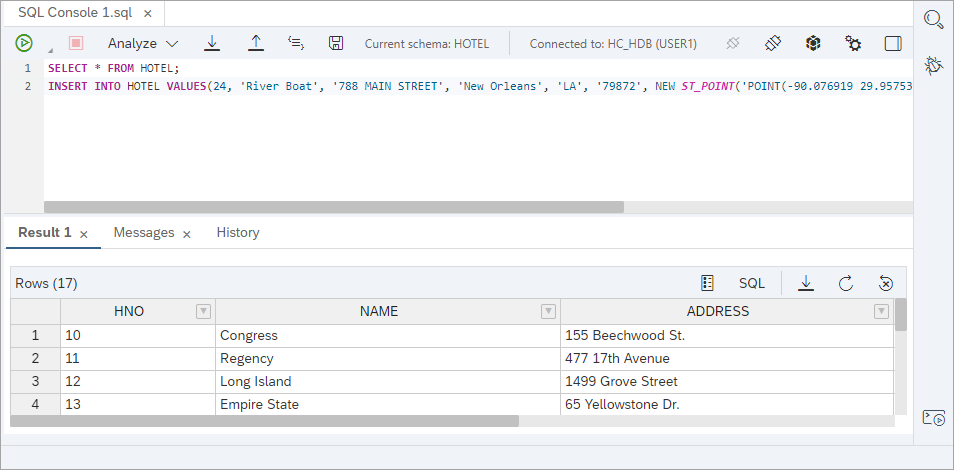 SQL Console 1.sql ×
Analyze Current schema: HOTEL Connected to: HC_HDB (USER1)
1 SELECT * FROM HOTEL;
2 INSERT INTO HOTEL VALUES(24, 'River Boat', '788 MAIN STREET', 'New Orleans', 'LA', '79872', NEW ST_POINT('POINT(-90.076919 29.95753
Result 1 × Messages × History
Rows (17) SQL
HNO NAME ADDRESS
1 10 Congress 155 Beechwood St.
2 11 Regency 477 17th Avenue
3 12 Long Island 1499 Grove Street
4 13 Empire State 65 Yellowstone Dr.